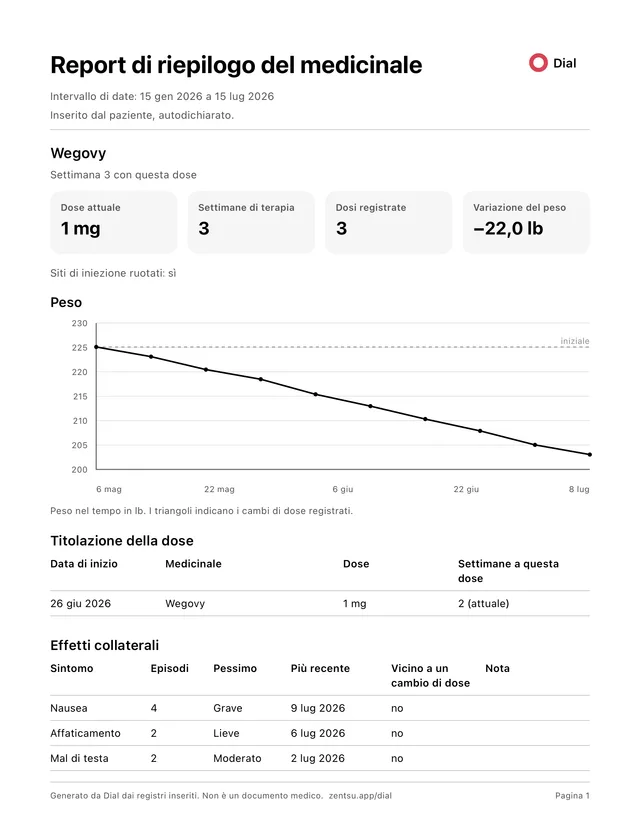 Report di riepilogo del medicinale
Dial
Intervallo di date: 15 gen 2026 a 15 lug 2026
Inserito dal paziente, autodichiarato.
Wegovy
Settimana 3 con questa dose
Dose attuale
1 mg
Settimane di terapia
3
Dosi registrate
3
Variazione del peso
−22,0 lb
Siti di iniezione ruotati: sì
Peso
230
225
220
215
210
205
200
iniziale
6 mag 22 mag 6 giu 22 giu 8 lug
Peso nel tempo in lb. I triangoli indicano i cambi di dose registrati.
Titolazione della dose
Data di inizio Medicinale Dose Settimane a questa
dose
26 giu 2026 Wegovy 1 mg 2 (attuale)
Effetti collaterali
Sintomo Episodi Pessimo Più recente Vicino a un Nota
cambio di dose
Nausea 4 Grave 9 lug 2026 no
Affaticamento 2 Lieve 6 lug 2026 no
Mal di testa 2 Moderato 2 lug 2026 no
Generato da Dial dai registri inseriti. Non è un documento medico. zentsu.app/dial Pagina 1